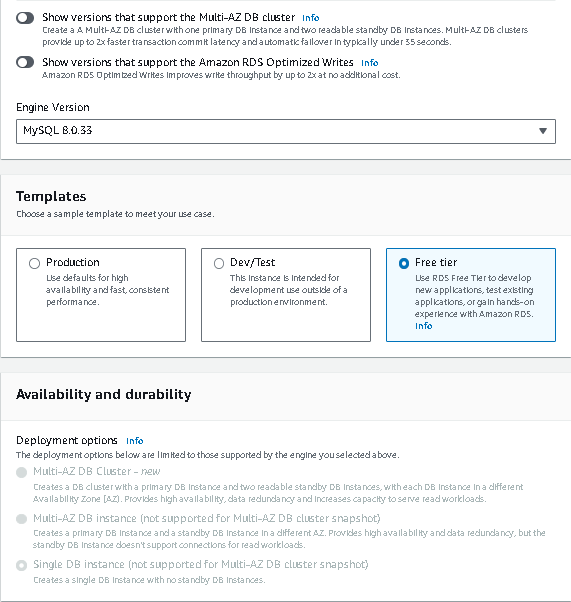 Show versions that support the Multi-AZ DB cluster Info
Create a A Multi-AZ DB cluster with one primary DB instance and two readable standby DB instances. Multi-AZ DB clusters
provide up to 2x faster transaction commit latency and automatic failover in typically under 35 seconds.
Show versions that support the Amazon RDS Optimized Writes Info
Amazon RDS Optimized Writes improves write throughput by up to 2x at no additional cost.
Engine Version
MySQL 8.0.33
Templates
Choose a sample template to meet your use case.
Production
Use defaults for high
availability and fast, consistent
performance.
Dev/Test
This instance is intended for
development use outside of a
production environment.
Free tier
Use RDS Free Tier to develop
new applications, test existing
applications, or gain hands-on
experience with Amazon RDS.
Info
Availability and durability
Deployment options Info
The deployment options below are limited to those supported by the engine you selected above.
Multi-AZ DB Cluster - new
Creates a DB cluster with a primary DB instance and two readable standby DB instances, with each DB instance in a different
Availability Zone (AZ). Provides high availability, data redundancy and increases capacity to serve read workloads.
Multi-AZ DB instance (not supported for Multi-AZ DB cluster snapshot)
Creates a primary DB instance and a standby DB instance in a different AZ. Provides high availability and data redundancy, but the
standby DB instance doesn't support connections for read workloads.
Single DB instance (not supported for Multi-AZ DB cluster snapshot)
Creates a single DB instance with no standby DB instances.